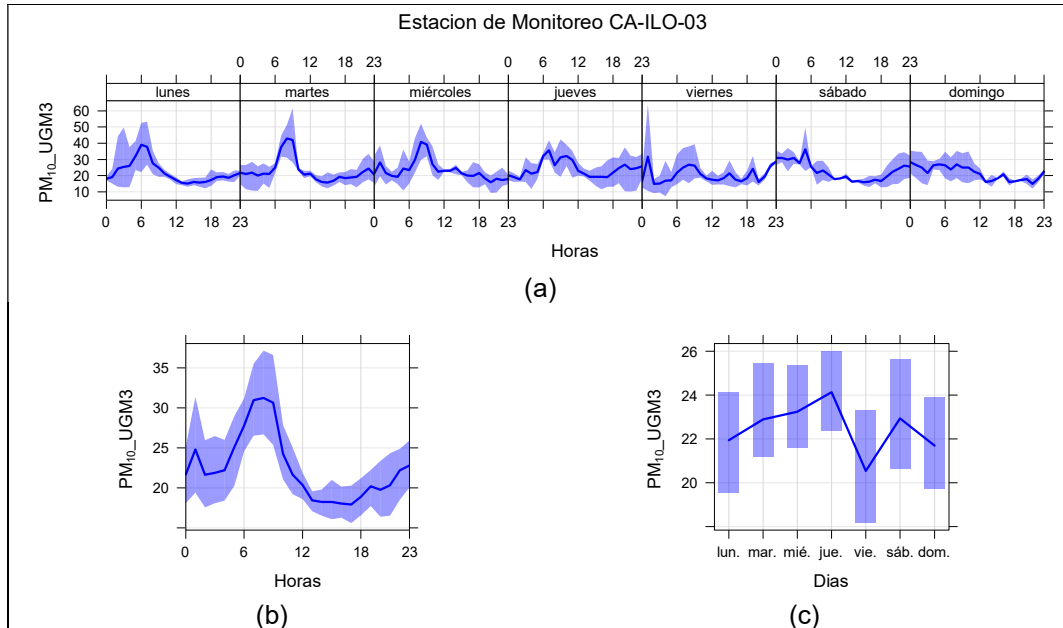 Estacion de Monitoreo CA-ILO-03
0 6 12 18 23 0 6 12 18 23 0 6 12 18 23
lunes martes miércoles jueves viernes sábado domingo
60
50
40
30
20
10
PM10_UGM3
0 6 12 18 23 0 6 12 18 23 0 6 12 18 23 0 6 12 18 23
Horas
(a)
35
30
25
20
PM10_UGM3
0 6 12 18 23
Horas
(b)
26
24
22
20
PM10_UGM3
lun. mar. mié. jue. vie. sáb. dom.
Dias
(c)